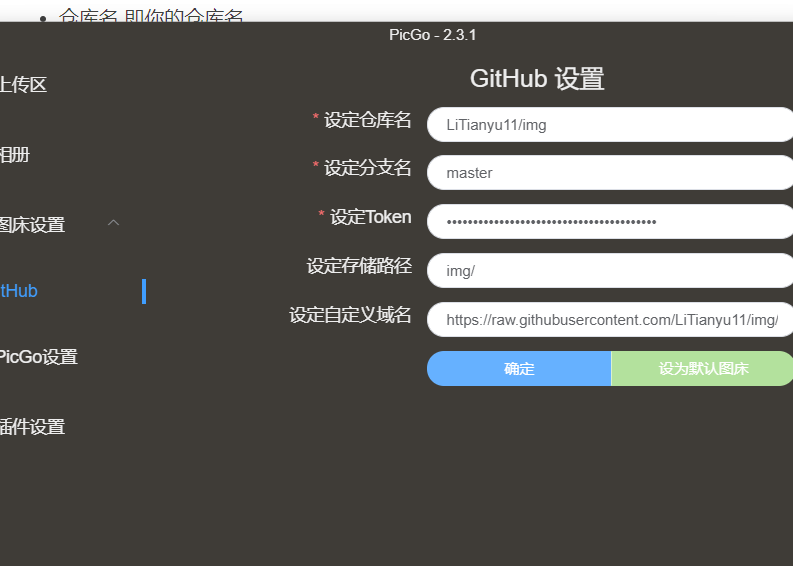 仓库名 即你的仓库名
PicGo - 2.3.1
上传区
相册
图床设置
tHub
PicGo设置
插件设置
GitHub 设置
* 设定仓库名 LiTianyu11/img
* 设定分支名 master
* 设定Token ••••••••••••••••••••••••••••••••••••••••
设定存储路径 img/
设定自定义域名 https://raw.githubusercontent.com/LiTianyu11/img/
确定 设为默认图床